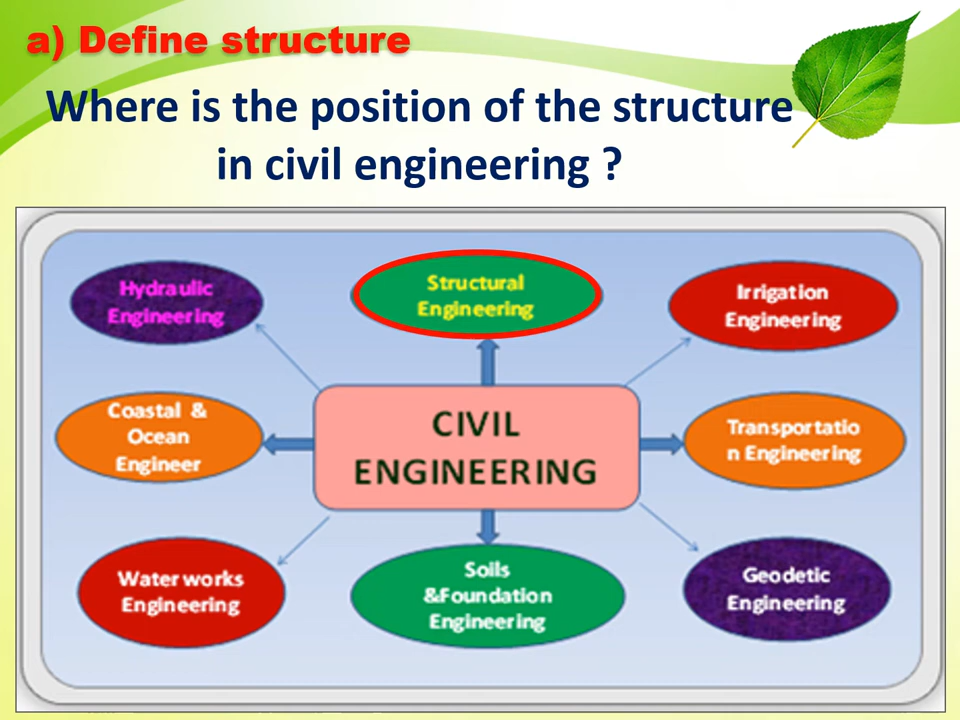 a) Define structure
Where is the position of the structure
in civil engineering ?
Hydraulic
Engineering
Structural
Engineering
Irrigation
Engineering
Coastal &
Ocean
Engineer
CIVIL
ENGINEERING
Transportatio
n Engineering
Water works
Engineering
Soils
&Foundation
Engineering
Geodetic
Engineering